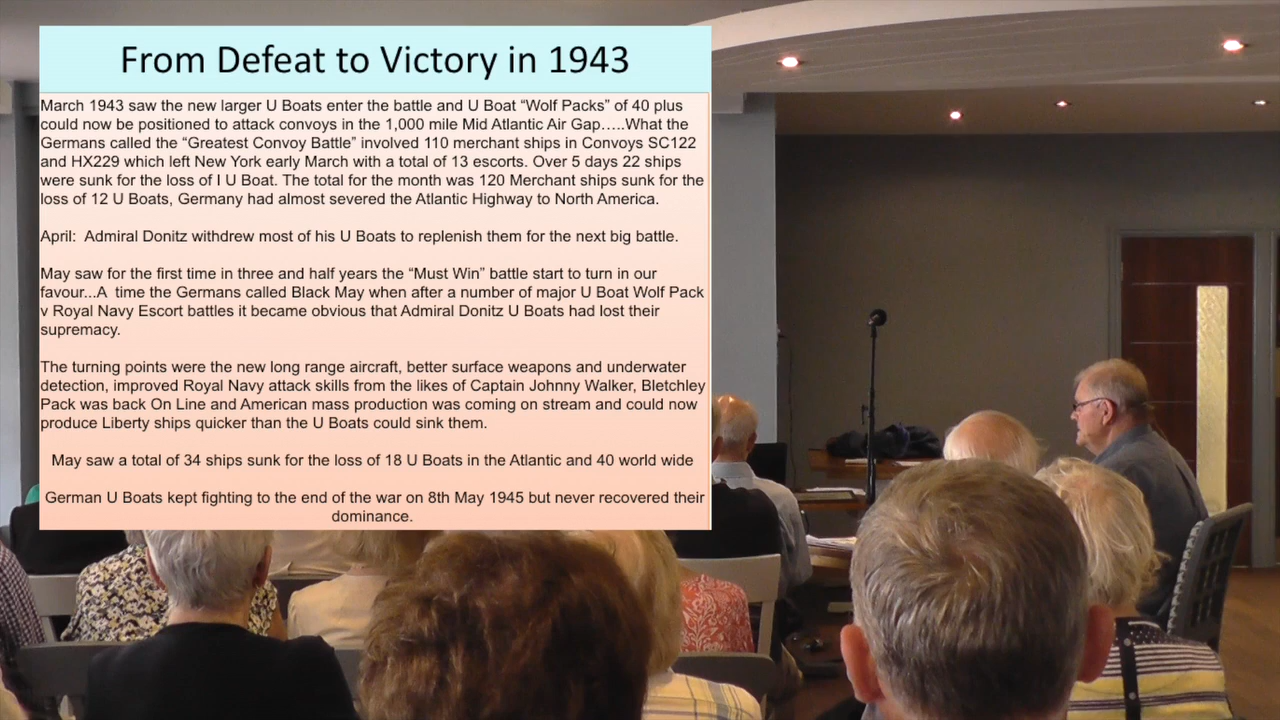 From Defeat to Victory in 1943
March 1943 saw the new larger U Boats enter the battle and U Boat “Wolf Packs” of 40 plus
could now be positioned to attack convoys in the 1,000 mile Mid Atlantic Air Gap…..What the
Germans called the “Greatest Convoy Battle” involved 110 merchant ships in Convoys SC122
and HX229 which left New York early March with a total of 13 escorts. Over 5 days 22 ships
were sunk for the loss of I U Boat. The total for the month was 120 Merchant ships sunk for the
loss of 12 U Boats, Germany had almost severed the Atlantic Highway to North America.
April:  Admiral Donitz withdrew most of his U Boats to replenish them for the next big battle.
May saw for the first time in three and half years the “Must Win” battle start to turn in our
favour...A  time the Germans called Black May when after a number of major U Boat Wolf Pack
v Royal Navy Escort battles it became obvious that Admiral Donitz U Boats had lost their
supremacy.
The turning points were the new long range aircraft, better surface weapons and underwater
detection, improved Royal Navy attack skills from the likes of Captain Johnny Walker, Bletchley
Pack was back On Line and American mass production was coming on stream and could now
produce Liberty ships quicker than the U Boats could sink them.
May saw a total of 34 ships sunk for the loss of 18 U Boats in the Atlantic and 40 world wide
German U Boats kept fighting to the end of the war on 8th May 1945 but never recovered their
dominance.